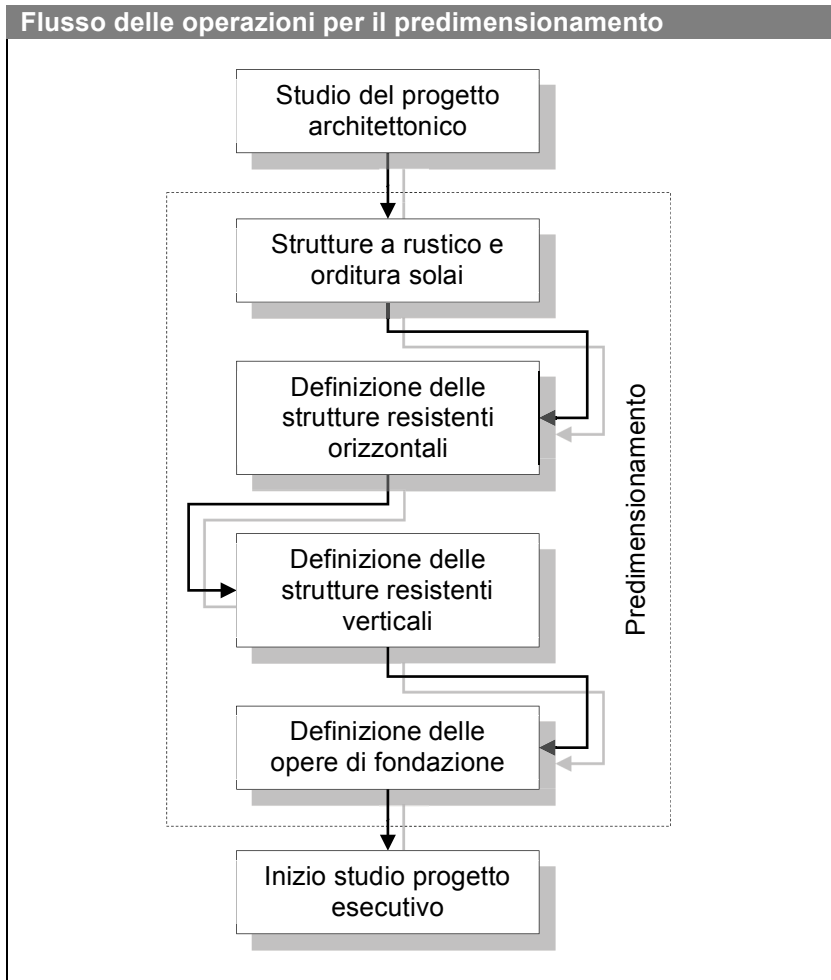 Flusso delle operazioni per il predimensionamento
Studio del progetto
architettonico
Strutture a rustico e
orditura solai
Definizione delle
strutture resistenti
orizzontali
Definizione delle
strutture resistenti
verticali
Definizione delle
opere di fondazione
Predimensionamento
Inizio studio progetto
esecutivo